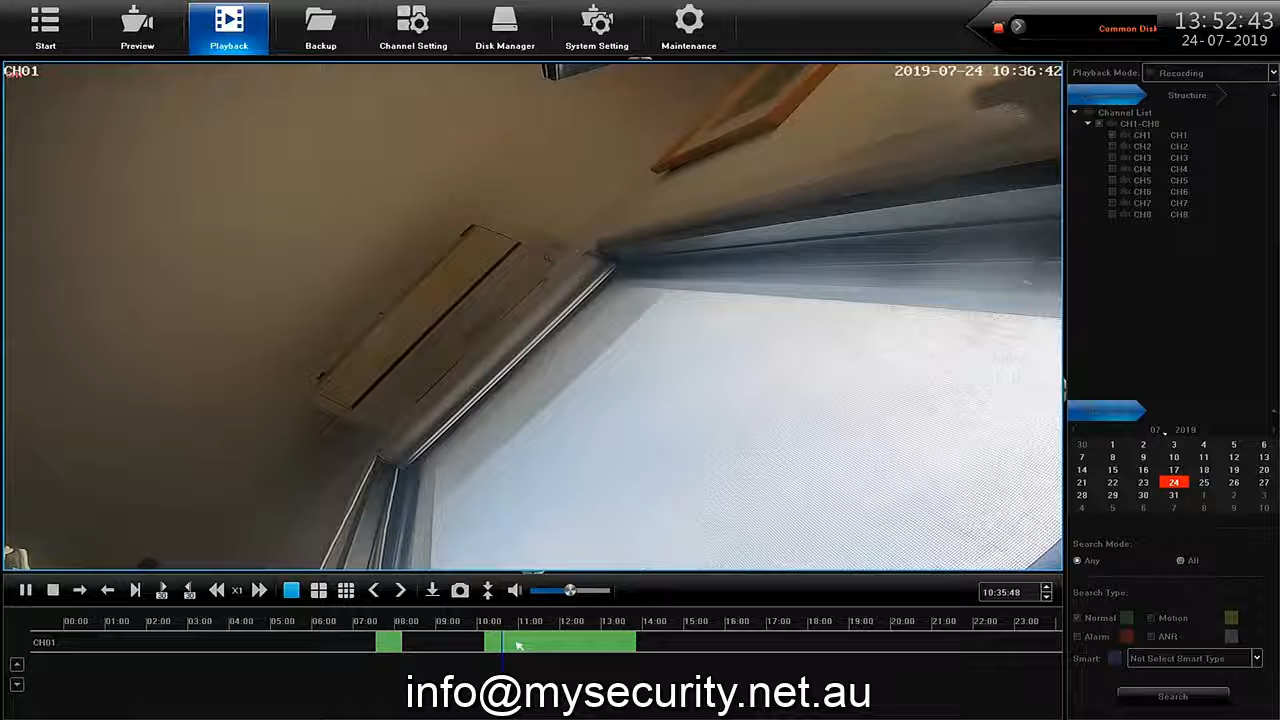 Start
Preview
Playback
Backup
Channel Setting
Disk Manager
System Setting
Maintenance
Common Disk
13:52:43
24-07-2019
CH01
2019-07-24 10:36:42
Playback Mode: Recording
Structure
Channel List
CH1-CH8
CH1 CH1
CH2 CH2
CH3 CH3
CH4 CH4
CH5 CH5
CH6 CH6
CH7 CH7
CH8 CH8
07 2019
30 1 2 3 4 5 6
7 8 9 10 11 12 13
14 15 16 17 18 19 20
21 22 23 24 25 26 27
28 29 30 31 1 2 3
4 5 6 7 8 9 10
Search Mode:
Any All
Search Type:
Normal Motion
Alarm ANR
Smart: Not Select Smart Type
Search
30 30 X1 10:35:48
00:00 01:00 02:00 03:00 04:00 05:00 06:00 07:00 08:00 09:00 10:00 11:00 12:00 13:00 14:00 15:00 16:00 17:00 18:00 19:00 20:00 21:00 22:00 23:00
CH01
info@mysecurity.net.au